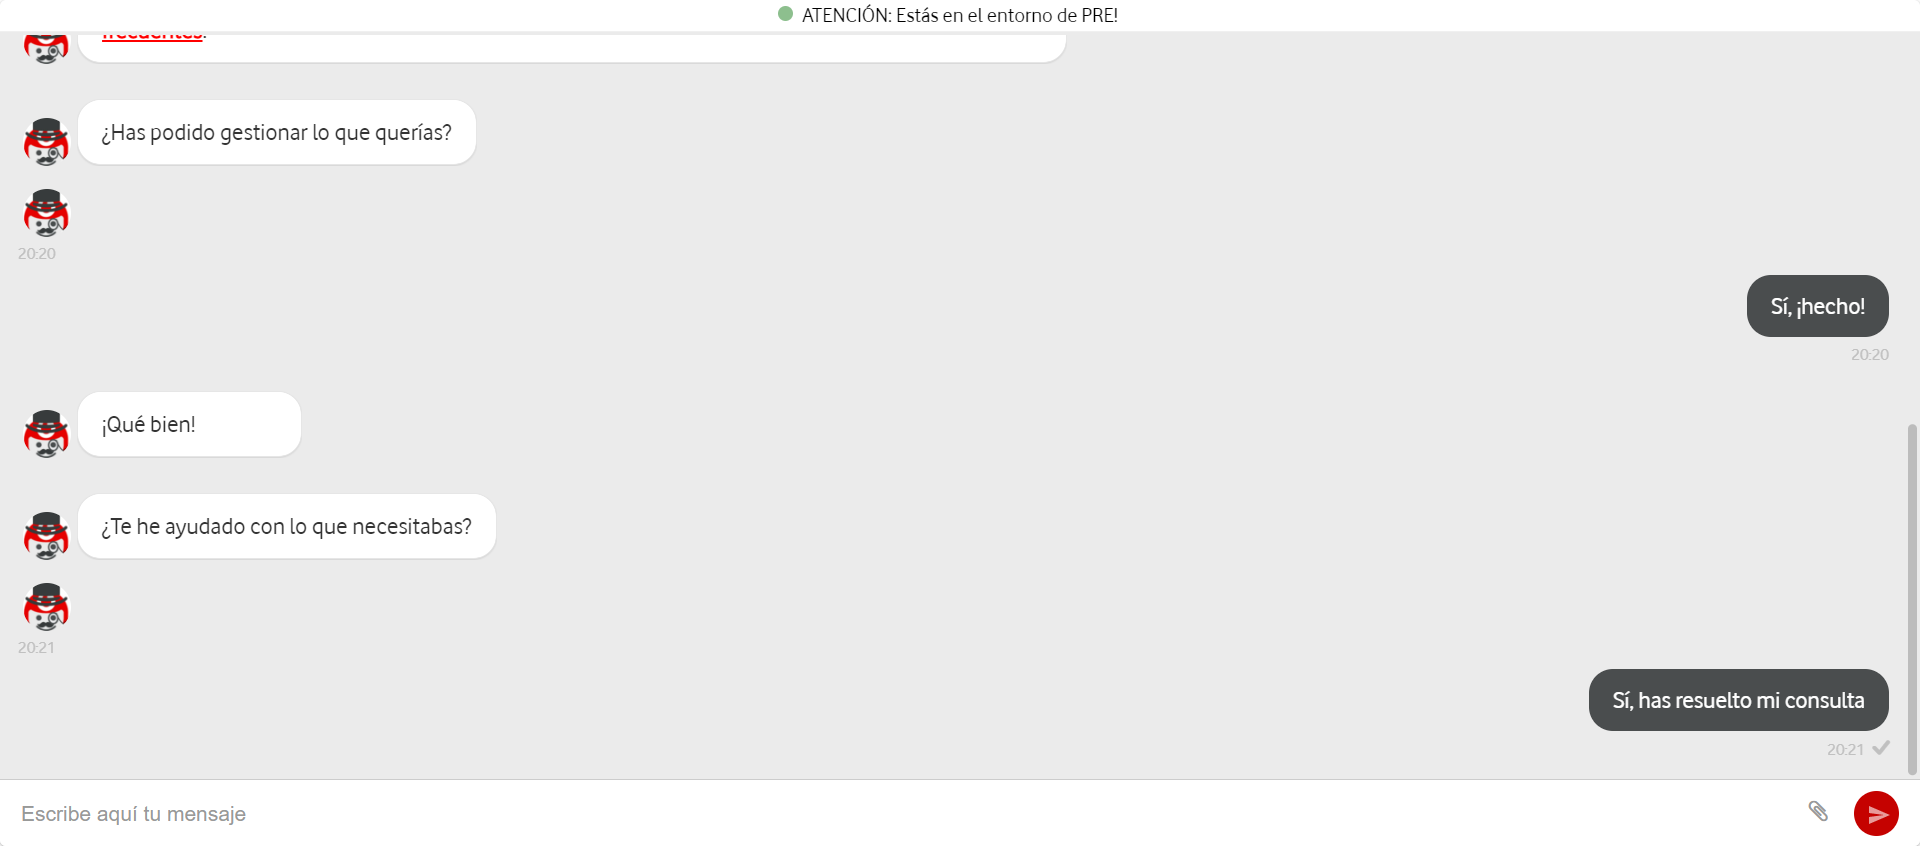 ATENCIÓN: Estás en el entorno de PRE!
frecuentes.
¿Has podido gestionar lo que querías?
20:20
Sí, ¡hecho!
20:20
¡Qué bien!
¿Te he ayudado con lo que necesitabas?
20:21
Sí, has resuelto mi consulta
20:21
Escribe aquí tu mensaje